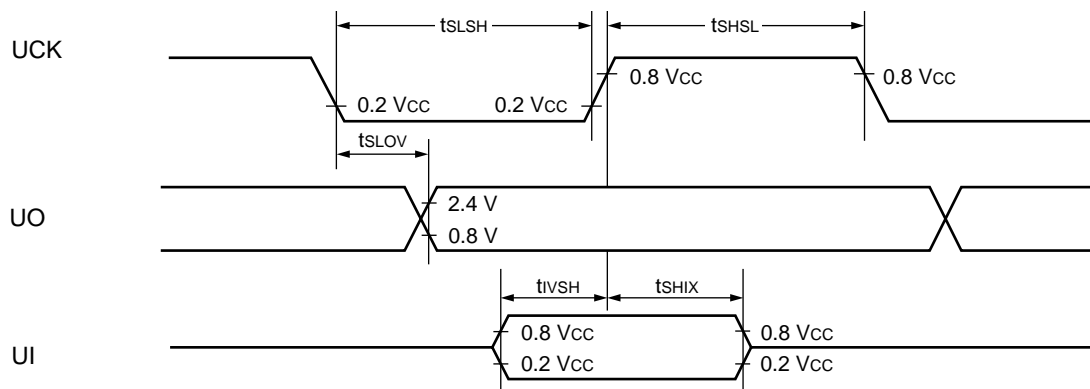 tSLSH tSHSL
UCK
0.8 VCC 0.8 VCC
0.2 VCC 0.2 VCC
tSLOV
UO
2.4 V
0.8 V
tIVSH tSHIX
0.8 VCC 0.8 VCC
UI
0.2 VCC 0.2 VCC